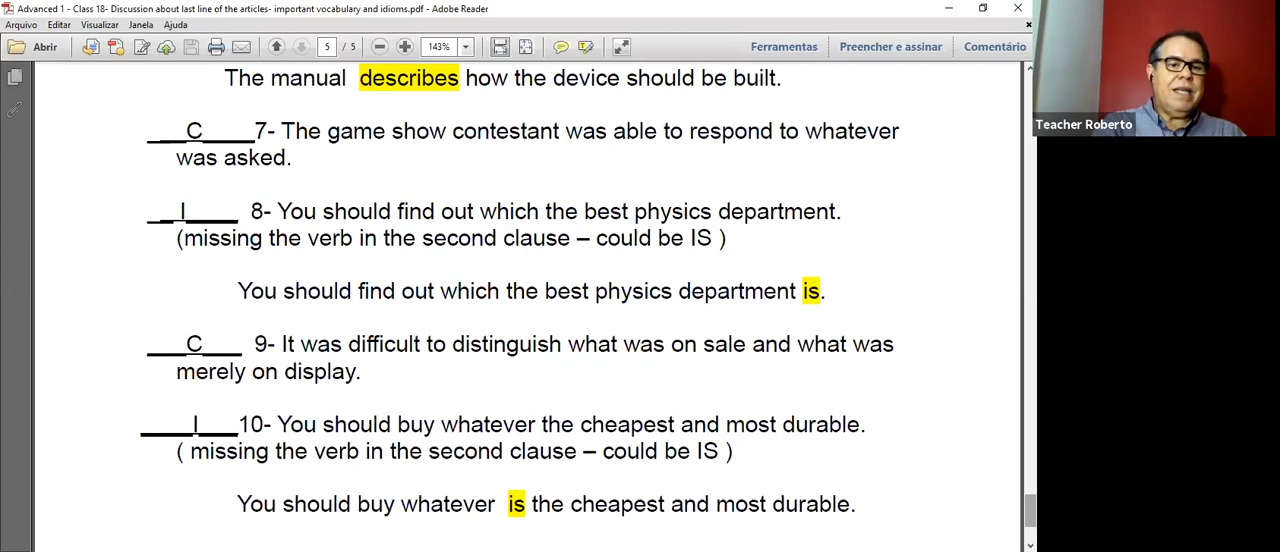 Advanced 1 - Class 18- Discussion about last line of the articles- important vocabulary and idioms.pdf - Adobe Reader
Arquivo Editar Visualizar Janela Ajuda
Abrir 5 / 5 143% Ferramentas Preencher e assinar Comentário
The manual describes how the device should be built.
___C____7- The game show contestant was able to respond to whatever
was asked.
Teacher Roberto
___I____ 8- You should find out which the best physics department.
(missing the verb in the second clause – could be IS )
You should find out which the best physics department is.
___C___ 9- It was difficult to distinguish what was on sale and what was
merely on display.
____I___10- You should buy whatever the cheapest and most durable.
( missing the verb in the second clause – could be IS )
You should buy whatever is the cheapest and most durable.